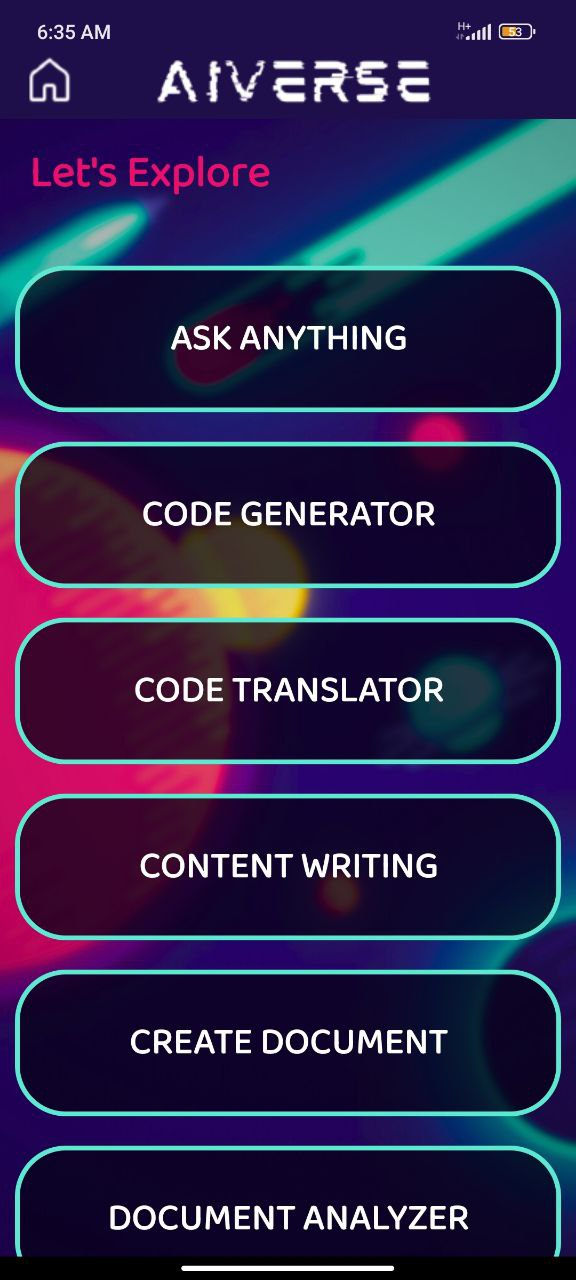 6:35 AM
H+
53
AIVERSE
Let's Explore
ASK ANYTHING
CODE GENERATOR
CODE TRANSLATOR
CONTENT WRITING
CREATE DOCUMENT
DOCUMENT ANALYZER